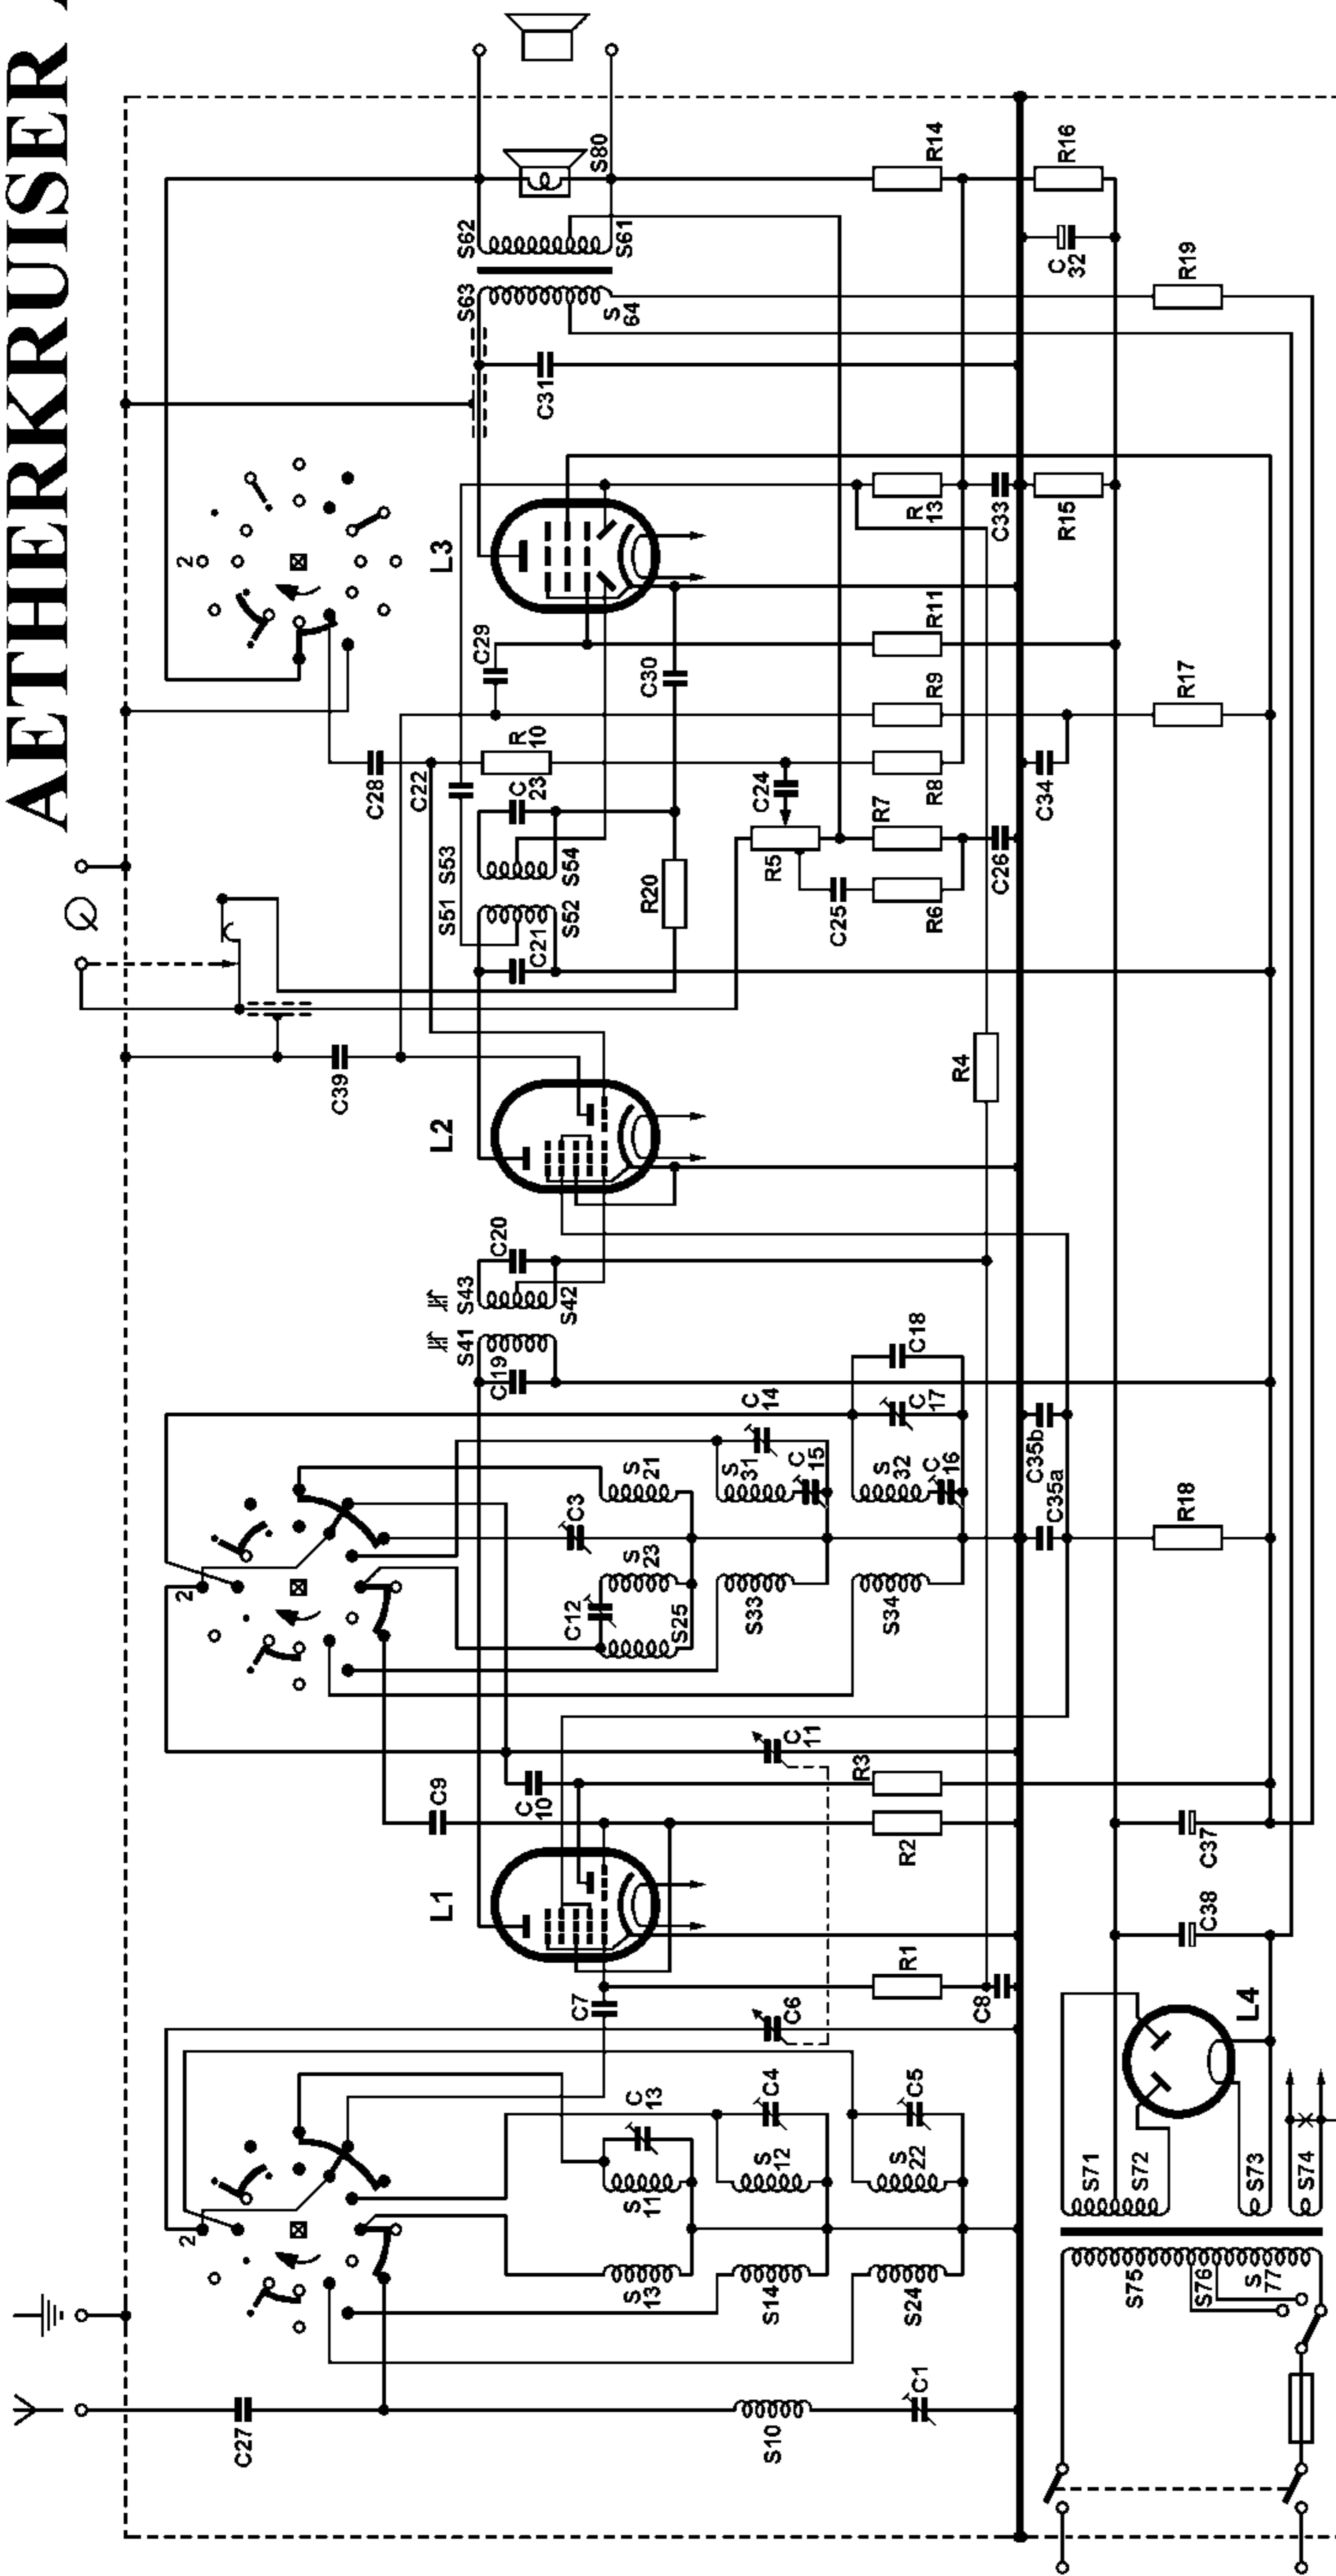 AETHERKRUISER
2
2
2
C27
C39
C28
C9
L1
L2
L3
C22
S41
S43
S51
S53
S63
S62
C19
C20
C21
C23
C29
C10
C7
C12
C3
S11
C13
S13
S23
S21
S25
S42
S52
S54
R10
C30
C31
S64
S61
S80
R20
S10
S14
S12
C4
C6
C11
S33
S31
C14
C15
R5
C24
C1
S24
S22
C5
R1
R2
R3
S34
S32
C16
C17
C18
C25
R6
R7
R8
R9
R11
R13
R14
C8
R4
C26
C33
C35a
C35b
C34
R15
C32
R16
S75
S76
S77
S71
S72
S73
S74
L4
C38
C37
R18
R17
R19